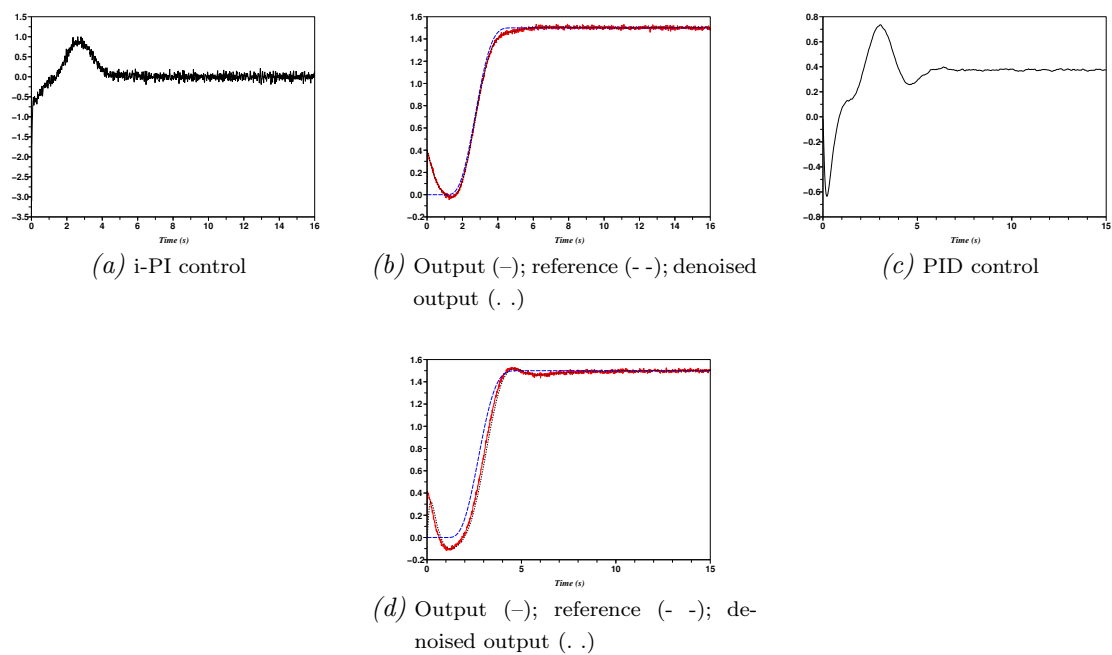 1.5
1.0
0.5
0.0
−0.5
−1.0
−1.5
−2.0
−2.5
−3.0
−3.5
0 2 4 6 8 10 12 14 16
Time (s)
(a) i-PI control
1.6
1.4
1.2
1.0
0.8
0.6
0.4
0.2
0.0
−0.2
0 2 4 6 8 10 12 14 16
Time (s)
(b) Output (–); reference (- -); denoised
output (. .)
0.8
0.6
0.4
0.2
0.0
−0.2
−0.4
−0.6
−0.8
0 5 10 15
Time (s)
(c) PID control
1.6
1.4
1.2
1.0
0.8
0.6
0.4
0.2
0.0
−0.2
0 5 10 15
Time (s)
(d) Output (–); reference (- -); de-
noised output (. .)